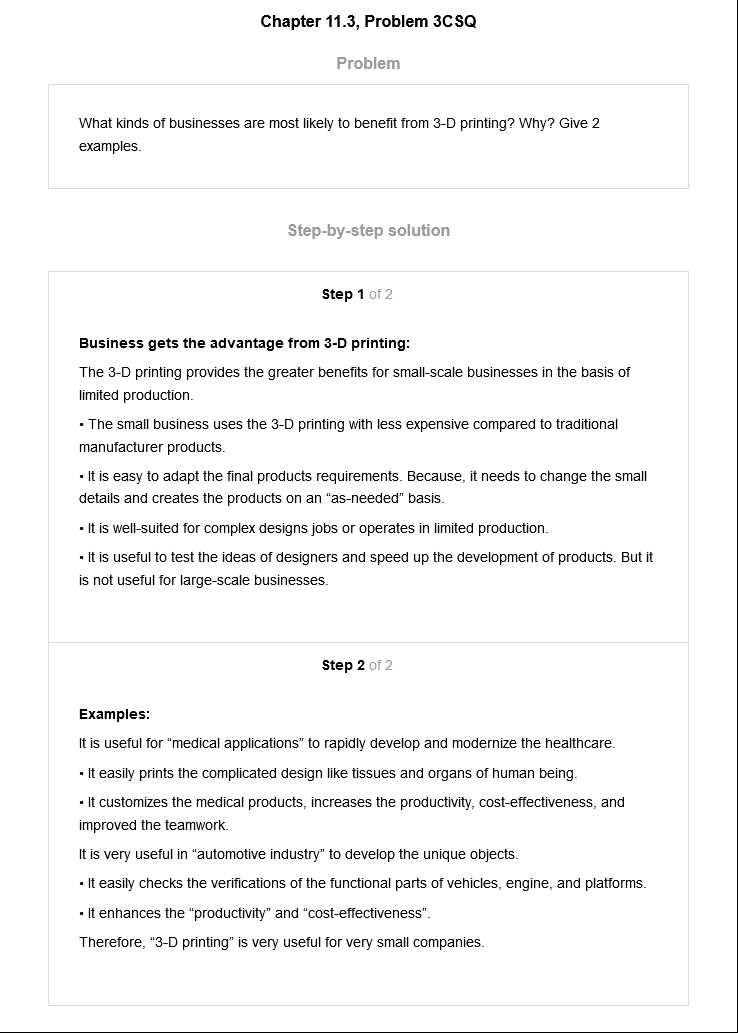 Chapter 11.3, Problem 3CSQ
Problem
What kinds of businesses are most likely to benefit from 3-D printing? Why? Give 2
examples.
Step-by-step solution
Step 1 of 2
Business gets the advantage from 3-D printing:
The 3-D printing provides the greater benefits for small-scale businesses in the basis of
limited production.
• The small business uses the 3-D printing with less expensive compared to traditional
manufacturer products.
• It is easy to adapt the final products requirements. Because, it needs to change the small
details and creates the products on an “as-needed” basis.
• It is well-suited for complex designs jobs or operates in limited production.
• It is useful to test the ideas of designers and speed up the development of products. But it
is not useful for large-scale businesses.
Step 2 of 2
Examples:
It is useful for “medical applications” to rapidly develop and modernize the healthcare.
• It easily prints the complicated design like tissues and organs of human being.
• It customizes the medical products, increases the productivity, cost-effectiveness, and
improved the teamwork.
It is very useful in “automotive industry” to develop the unique objects.
• It easily checks the verifications of the functional parts of vehicles, engine, and platforms.
• It enhances the “productivity” and “cost-effectiveness”.
Therefore, “3-D printing” is very useful for very small companies.